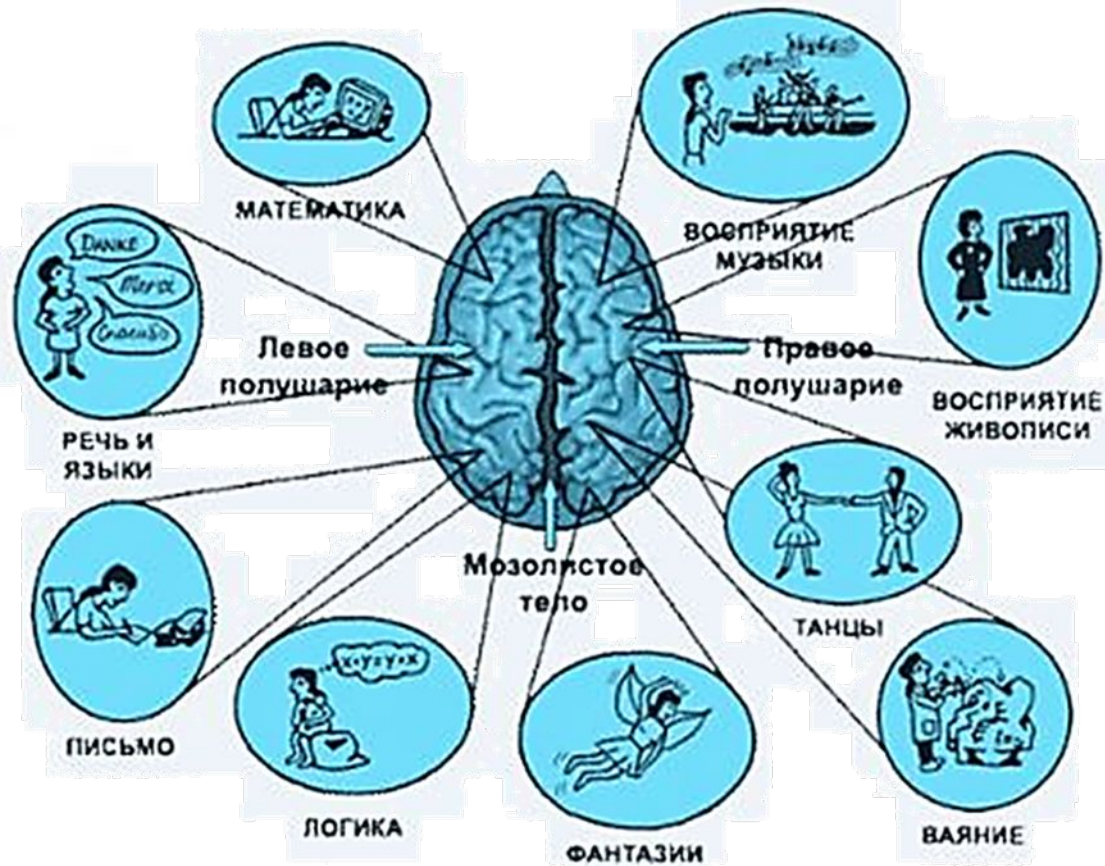 МАТЕМАТИКА
ВОСПРИЯТИЕ
МУЗЫКИ
DANKE
Merci
Спасибо
Левое
полушарие
Правое
полушарие
ВОСПРИЯТИЕ
ЖИВОПИСИ
РЕЧЬ И
ЯЗЫКИ
Мозолистое
тело
ТАНЦЫ
x+y=y+x
ПИСЬМО
ЛОГИКА
ФАНТАЗИИ
ВАЯНИЕ